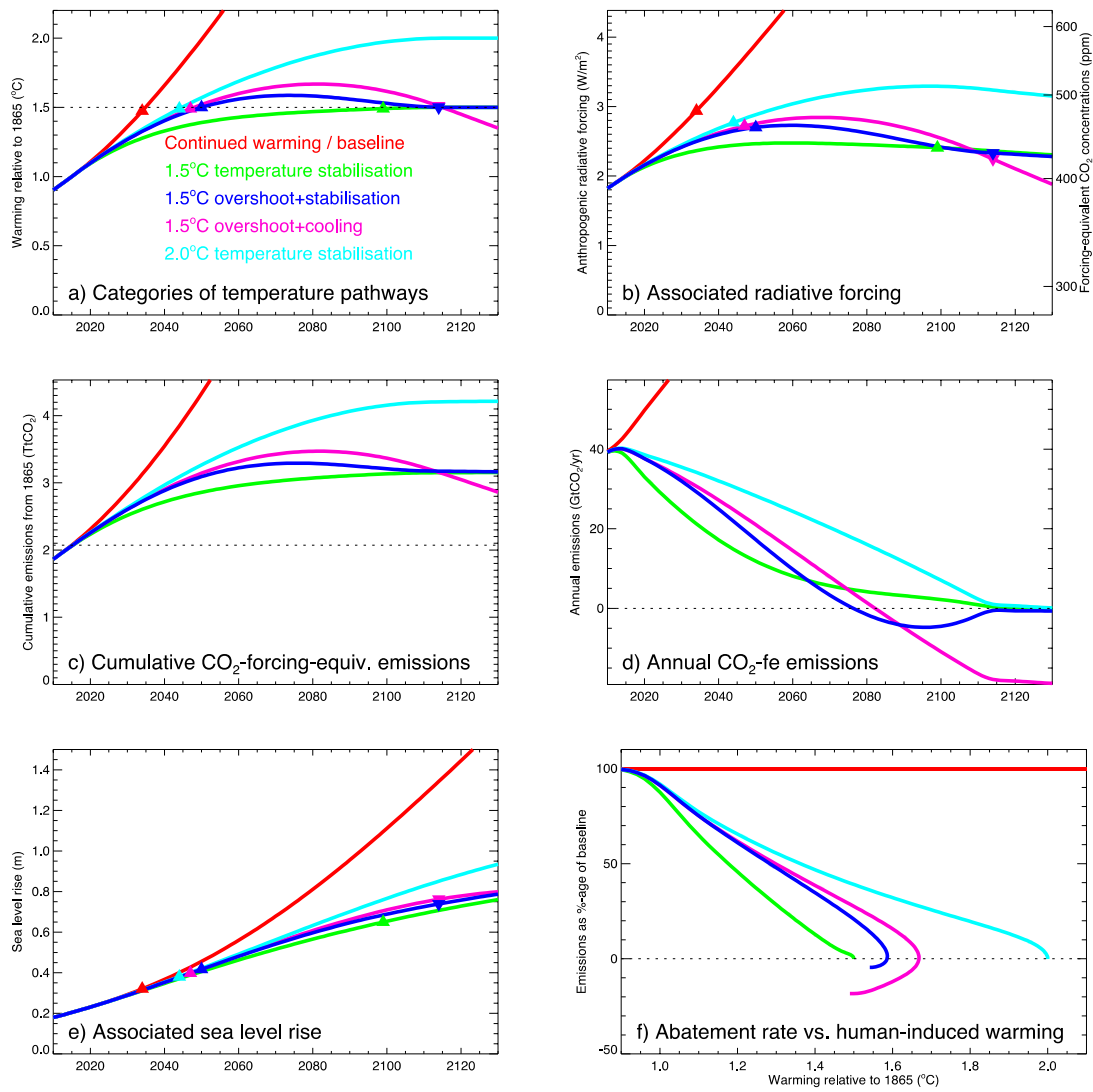 2.0
1.5
1.0
0.5
0.0
Warming relative to 1865 (°C)
Continued warming / baseline
1.5°C temperature stabilisation
1.5°C overshoot+stabilisation
1.5°C overshoot+cooling
2.0°C temperature stabilisation
a) Categories of temperature pathways
2020 2040 2060 2080 2100 2120
4
3
2
1
0
Anthropogenic radiative forcing (W/m²)
600
500
400
300
Forcing-equivalent CO₂ concentrations (ppm)
b) Associated radiative forcing
2020 2040 2060 2080 2100 2120
4
3
2
1
0
Cumulative emissions from 1865 (TtCO₂)
c) Cumulative CO₂-forcing-equiv. emissions
2020 2040 2060 2080 2100 2120
40
20
0
Annual emissions (GtCO₂/yr)
d) Annual CO₂-fe emissions
2020 2040 2060 2080 2100 2120
1.4
1.2
1.0
0.8
0.6
0.4
0.2
0.0
Sea level rise (m)
e) Associated sea level rise
2020 2040 2060 2080 2100 2120
100
50
0
-50
Emissions as %-age of baseline
f) Abatement rate vs. human-induced warming
1.0 1.2 1.4 1.6 1.8 2.0
Warming relative to 1865 (°C)